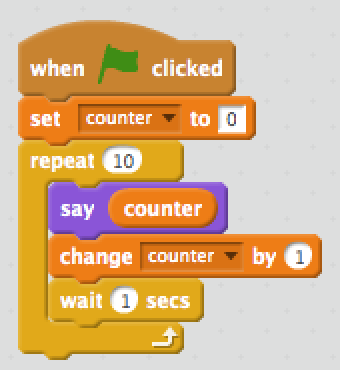 when clicked
set counter to 0
repeat 10
say counter
change counter by 1
wait 1 secs